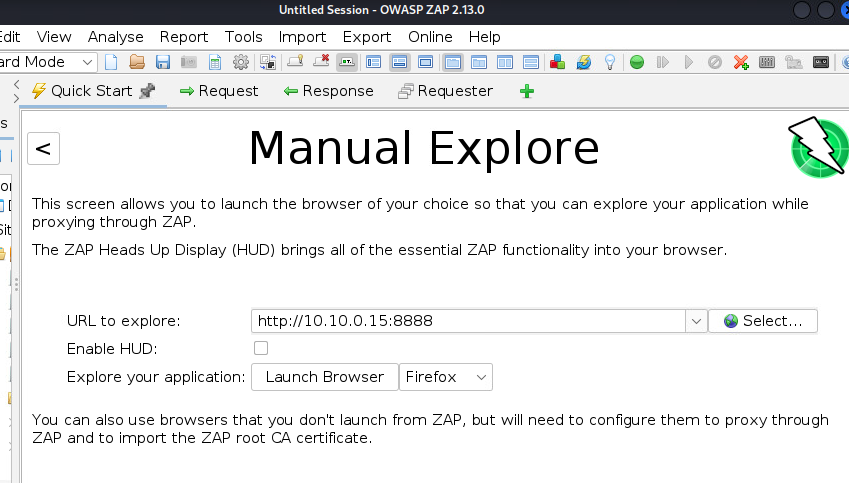 Untitled Session - OWASP ZAP 2.13.0
Edit View Analyse Report Tools Import Export Online Help
ard Mode
Quick Start Request Response Requester
<
Manual Explore
This screen allows you to launch the browser of your choice so that you can explore your application while
proxying through ZAP.
The ZAP Heads Up Display (HUD) brings all of the essential ZAP functionality into your browser.
URL to explore: http://10.10.0.15:8888 Select...
Enable HUD:
Explore your application: Launch Browser Firefox
You can also use browsers that you don't launch from ZAP, but will need to configure them to proxy through
ZAP and to import the ZAP root CA certificate.